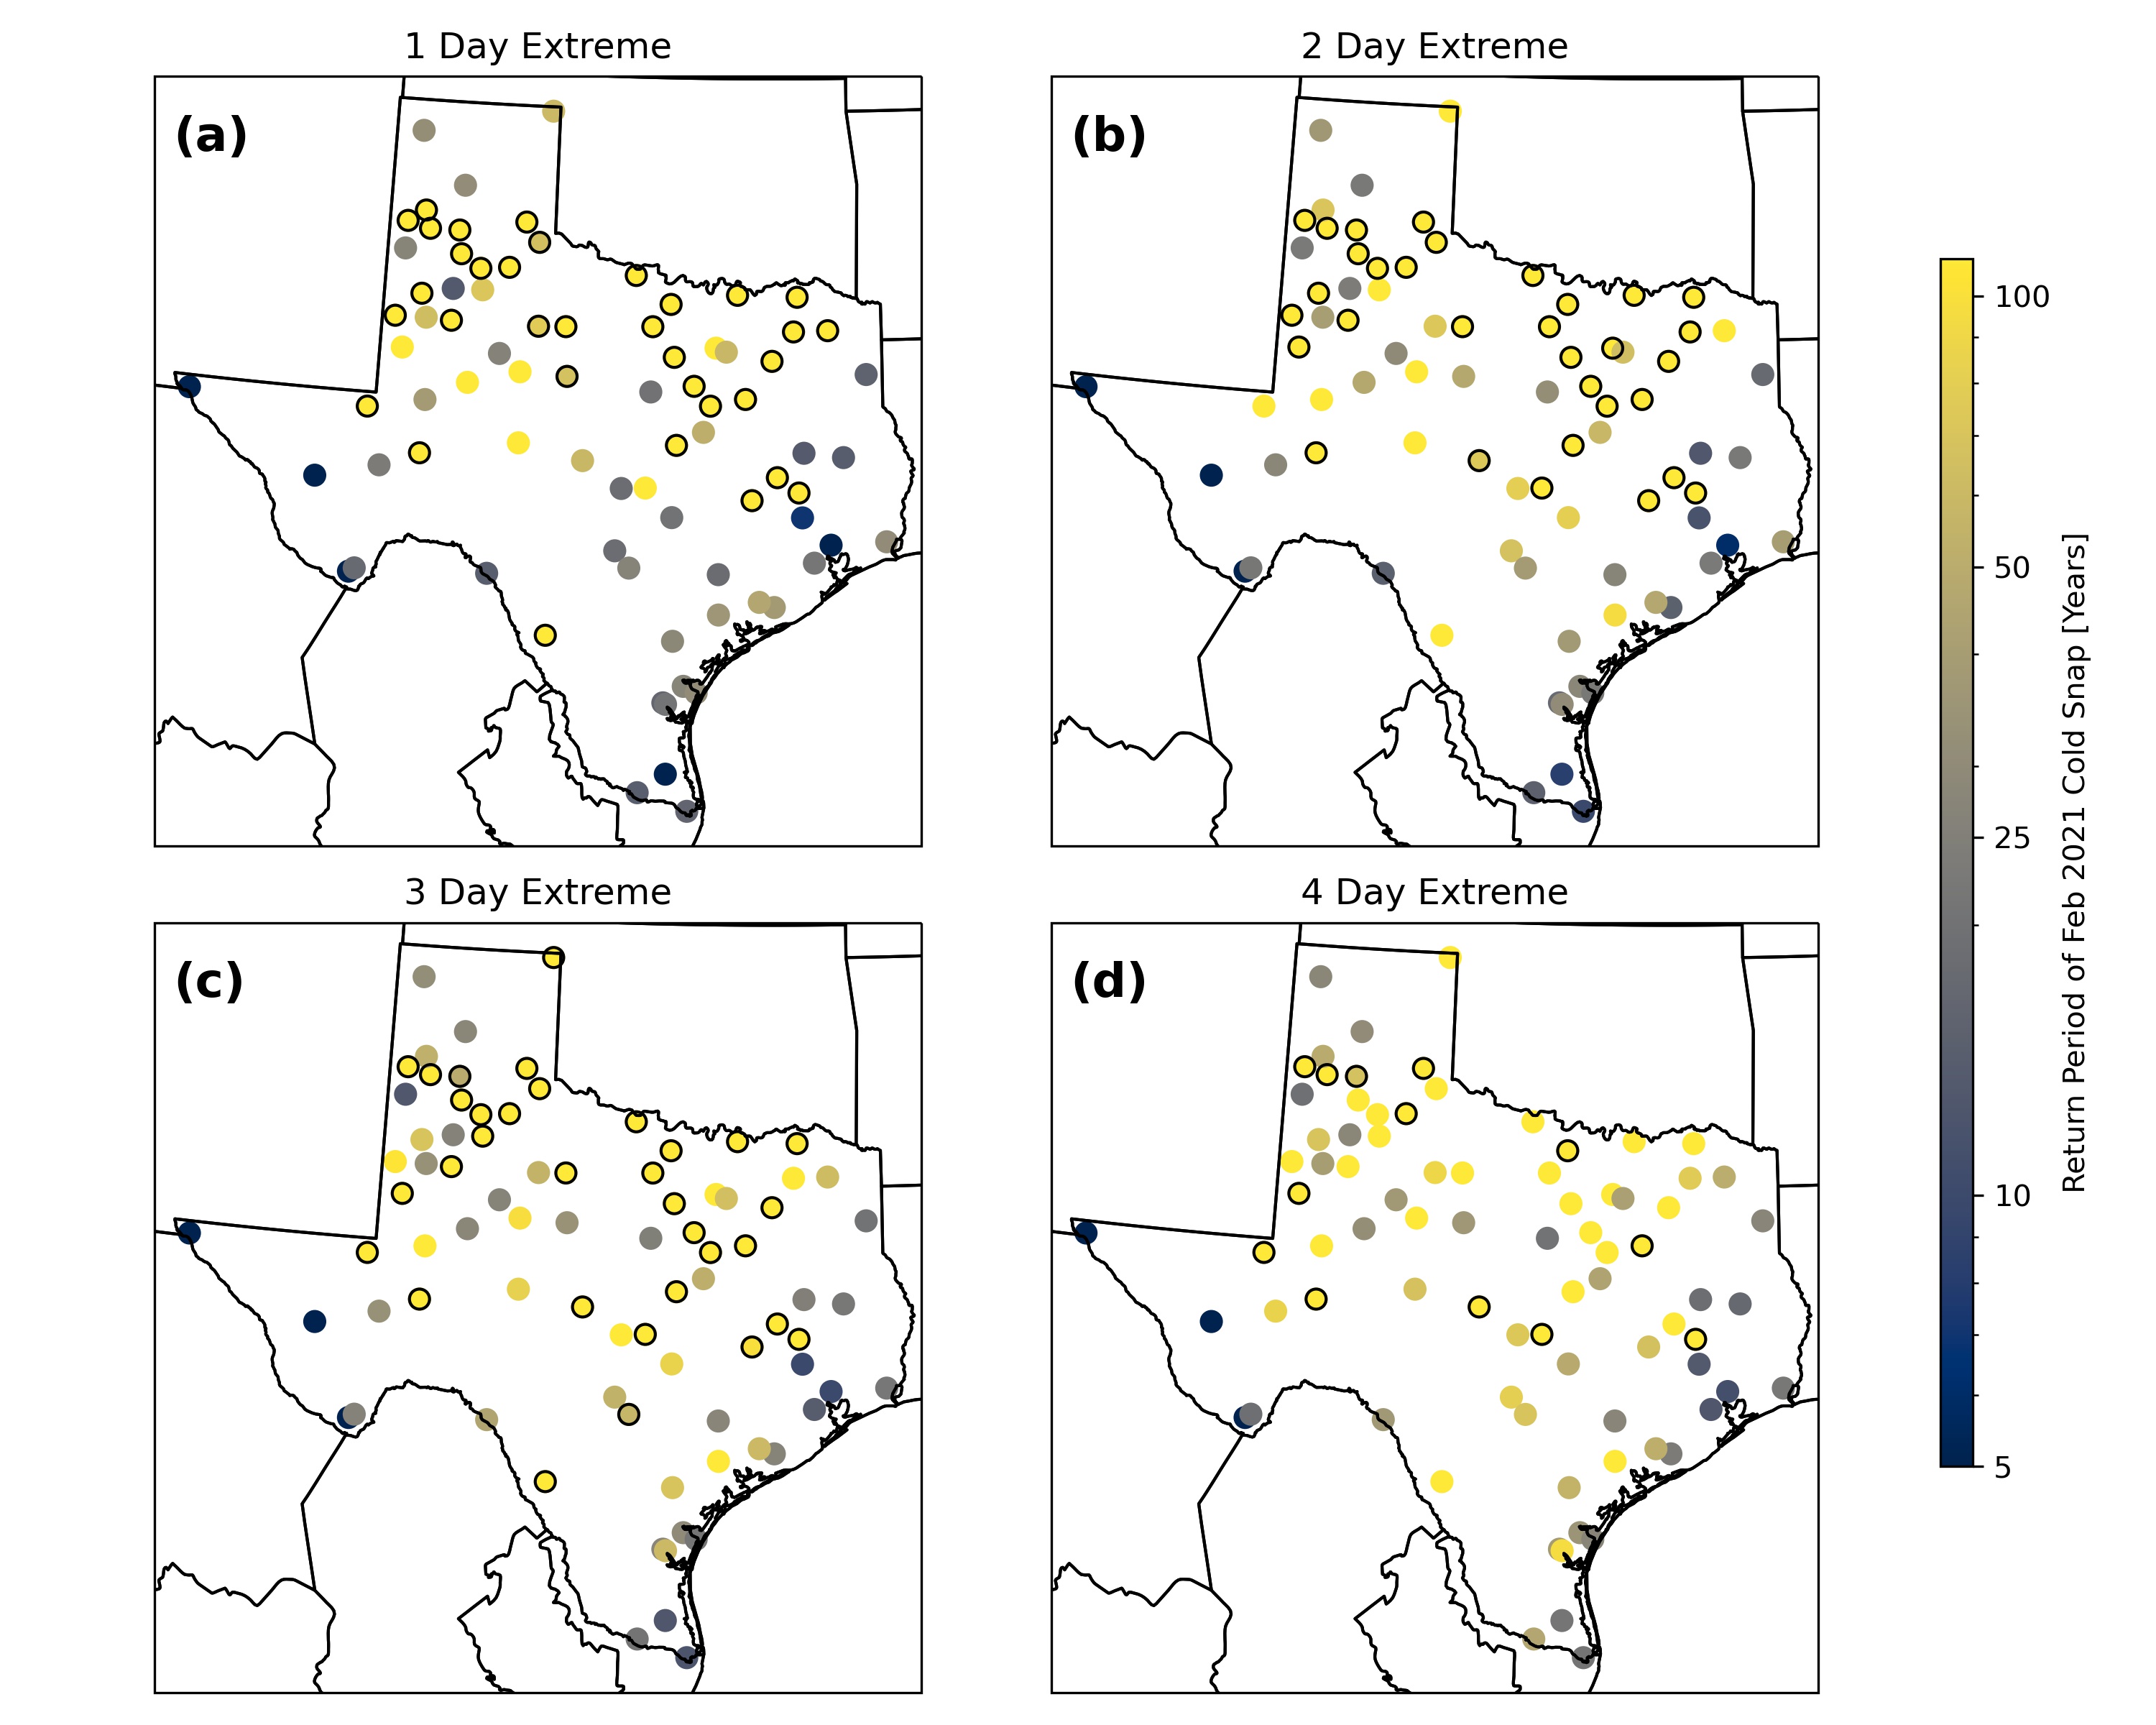 1 Day Extreme
2 Day Extreme
(a)
(b)
3 Day Extreme
4 Day Extreme
(c)
(d)
100
50
25
10
5
Return Period of Feb 2021 Cold Snap [Years]